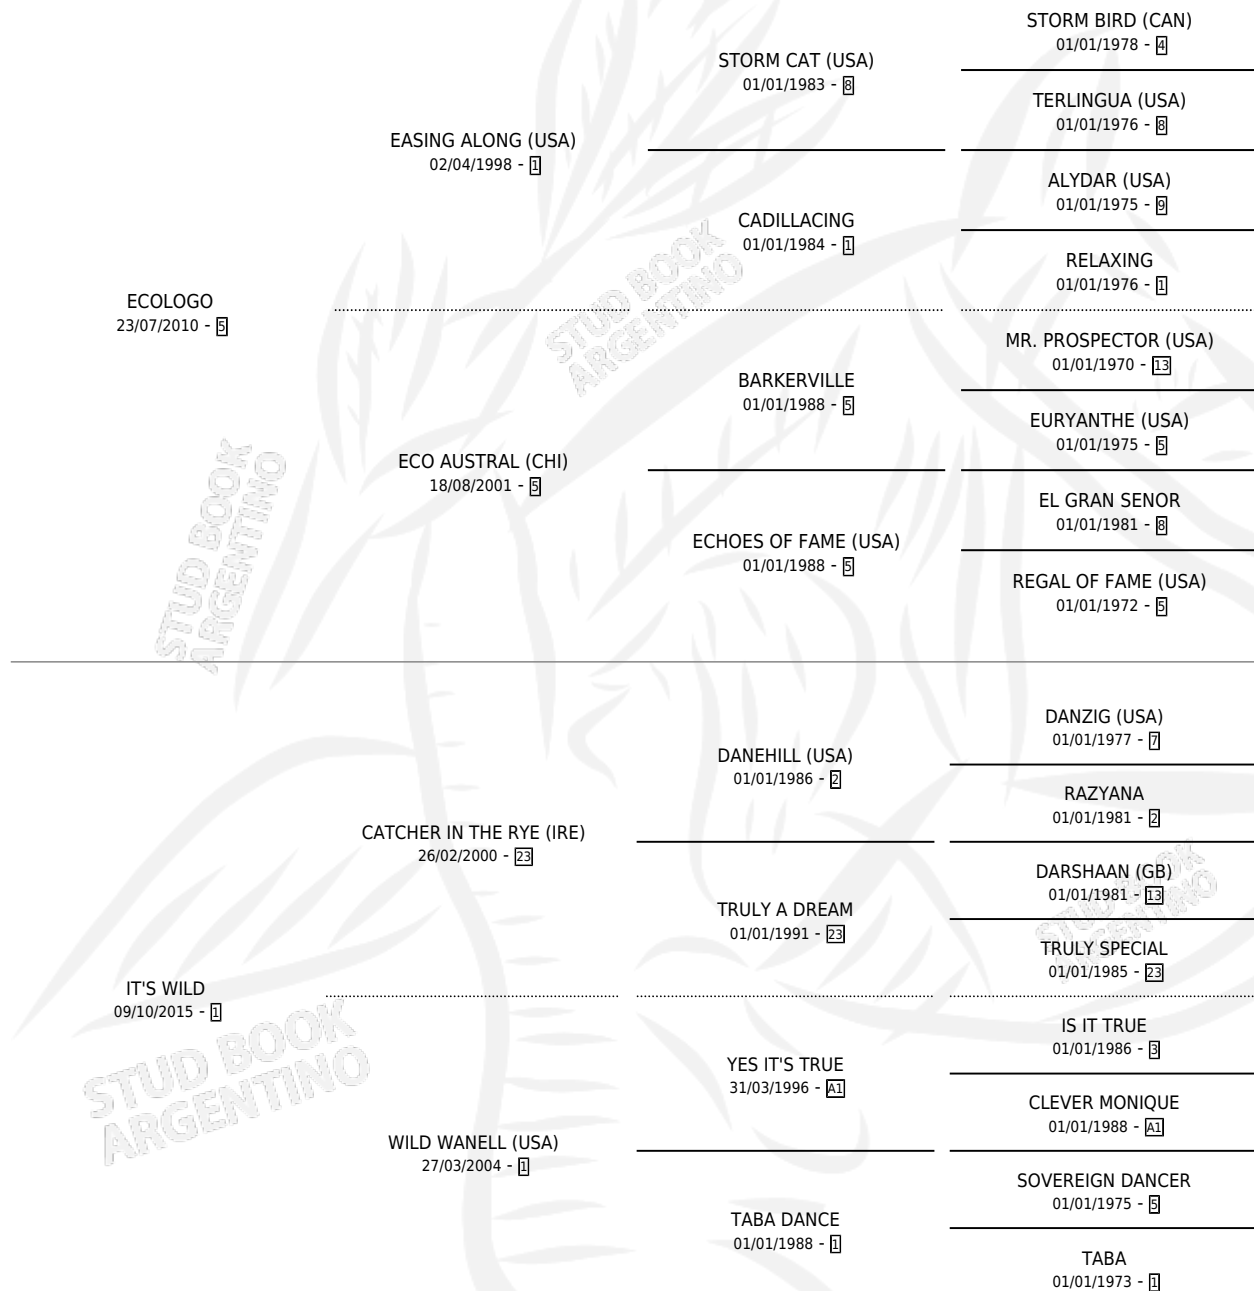 STORM BIRD (CAN)
01/01/1978 - 4
STORM CAT (USA)
01/01/1983 - 8
TERLINGUA (USA)
01/01/1976 - 8
EASING ALONG (USA)
02/04/1998 - 1
ALYDAR (USA)
01/01/1975 - 9
CADILLACING
01/01/1984 - 1
RELAXING
01/01/1976 - 1
ECOLOGO
23/07/2010 - 5
MR. PROSPECTOR (USA)
01/01/1970 - 13
BARKERVILLE
01/01/1988 - 5
EURYANTHE (USA)
01/01/1975 - 5
ECO AUSTRAL (CHI)
18/08/2001 - 5
EL GRAN SENOR
01/01/1981 - 8
ECHOES OF FAME (USA)
01/01/1988 - 5
REGAL OF FAME (USA)
01/01/1972 - 5
STUD BOOK
ARGENTINO
STUD BOOK
ARGENTINO
DANZIG (USA)
01/01/1977 - 7
DANEHILL (USA)
01/01/1986 - 2
RAZYANA
01/01/1981 - 2
CATCHER IN THE RYE (IRE)
26/02/2000 - 23
DARSHAAN (GB)
01/01/1981 - 13
TRULY A DREAM
01/01/1991 - 23
TRULY SPECIAL
01/01/1985 - 23
IT'S WILD
09/10/2015 - 1
IS IT TRUE
01/01/1986 - 3
YES IT'S TRUE
31/03/1996 - A1
CLEVER MONIQUE
01/01/1988 - A1
WILD WANELL (USA)
27/03/2004 - 1
SOVEREIGN DANCER
01/01/1975 - 5
TABA DANCE
01/01/1988 - 1
TABA
01/01/1973 - 1
STUD BOOK
ARGENTINO
STUD BOOK
ARGENTINO